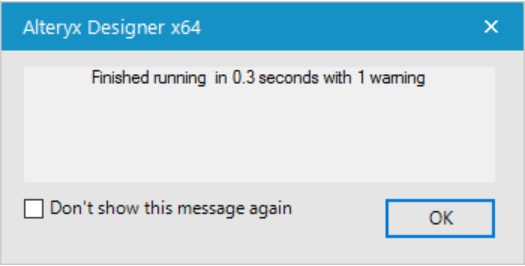 Alteryx Designer x64
Finished running in 0.3 seconds with 1 warning
Don't show this message again
OK